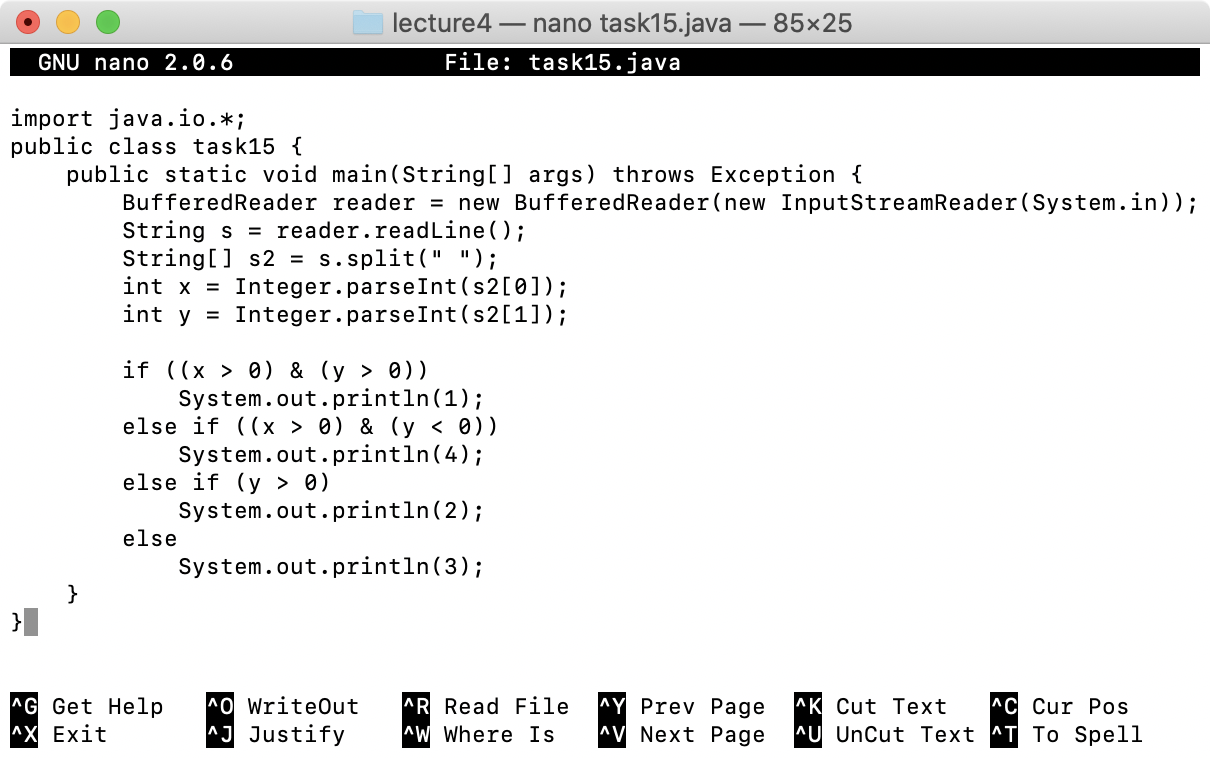 lecture4 — nano task15.java — 85×25
GNU nano 2.0.6 File: task15.java
import java.io.*;
public class task15 {
    public static void main(String[] args) throws Exception {
        BufferedReader reader = new BufferedReader(new InputStreamReader(System.in));
        String s = reader.readLine();
        String[] s2 = s.split(" ");
        int x = Integer.parseInt(s2[0]);
        int y = Integer.parseInt(s2[1]);
        if ((x > 0) & (y > 0))
            System.out.println(1);
        else if ((x > 0) & (y < 0))
            System.out.println(4);
        else if (y > 0)
            System.out.println(2);
        else
            System.out.println(3);
    }
}
^G Get Help ^O WriteOut ^R Read File ^Y Prev Page ^K Cut Text ^C Cur Pos
^X Exit ^J Justify ^W Where Is ^V Next Page ^U UnCut Text ^T To Spell